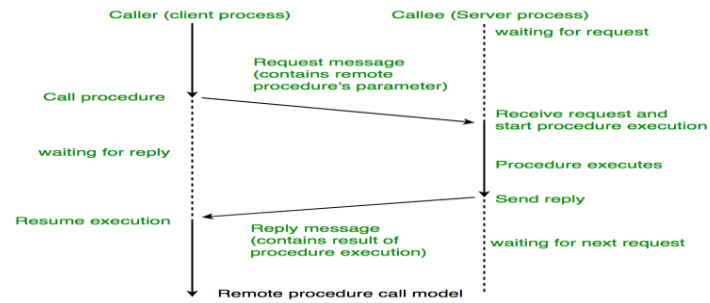 Caller (client process)
Callee (Server process)
waiting for request
Request message
(contains remote
procedure's parameter)
Call procedure
Receive request and
start procedure execution
waiting for reply
Procedure executes
Send reply
Resume execution
Reply message
(contains result of
procedure execution)
waiting for next request
Remote procedure call model